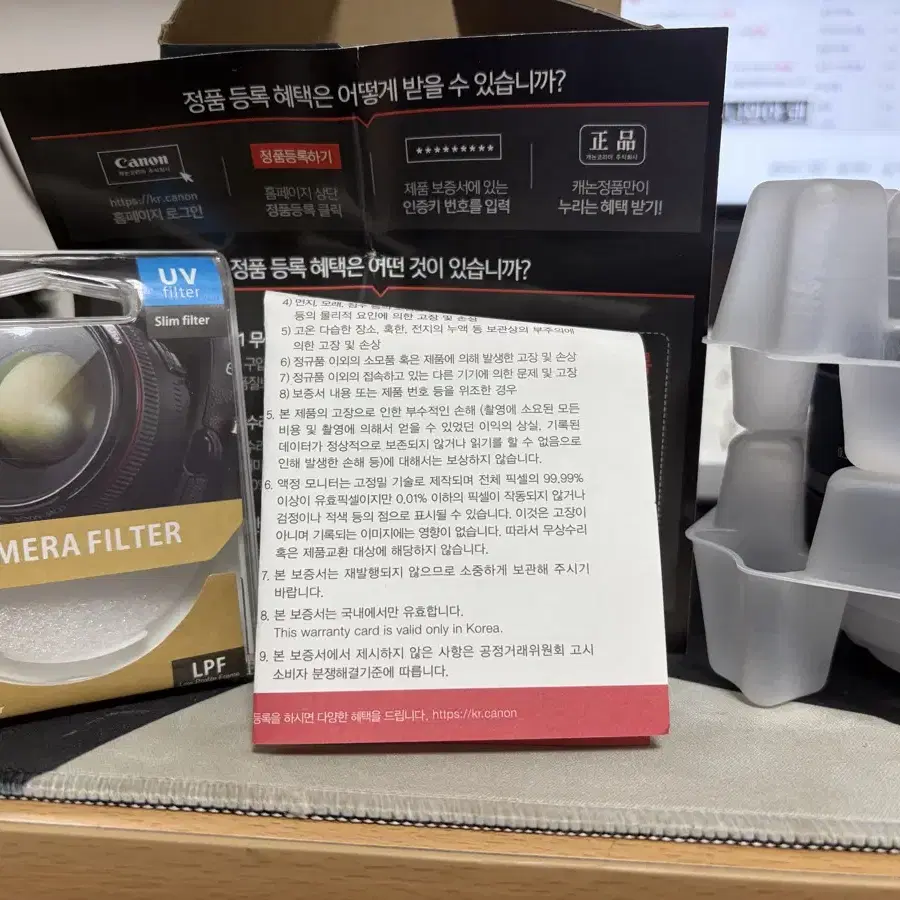 정품 등록 혜택은 어떻게 받을 수 있습니까?
Canon
캐논코리아 주식회사
https://kr.canon
홈페이지 로그인
정품등록하기
홈페이지 상단
정품등록 클릭
*********
제품 보증서에 있는
인증키 번호를 입력
正品
캐논코리아 주식회사
캐논정품만이
누리는 혜택 받기!
정품 등록 혜택은 어떤 것이 있습니까?
UV
filter
Slim filter
MERA FILTER
LPF
Low Profile Frame
4) 먼지, 모래,
등의 물리적 요인에 의한 고장 및 손상
5) 고온 다습한 장소, 혹한, 전지의 누액 등 보관상의 부주의에
의한 고장 및 손상
6) 정규품 이외의 소모품 혹은 제품에 의해 발생한 고장 및 손상
7) 정규품 이외의 접속하고 있는 다른 기기에 의한 문제 및 고장
8) 보증서 내용 또는 제품 번호 등을 위조한 경우
5. 본 제품의 고장으로 인한 부수적인 손해 (촬영에 소요된 모든
비용 및 촬영에 의해서 얻을 수 있었던 이익의 상실, 기록된
데이터가 정상적으로 보존되지 않거나 읽기를 할 수 없음으로
인해 발생한 손해 등)에 대해서는 보상하지 않습니다.
6. 액정 모니터는 고정밀 기술로 제작되며 전체 픽셀의 99.99%
이상이 유효픽셀이지만 0.01% 이하의 픽셀이 작동되지 않거나
검정이나 적색 등의 점으로 표시될 수 있습니다. 이것은 고장이
아니며 기록되는 이미지에는 영향이 없습니다. 따라서 무상수리
혹은 제품교환 대상에 해당하지 않습니다.
7. 본 보증서는 재발행되지 않으므로 소중하게 보관해 주시기
바랍니다.
8. 본 보증서는 국내에서만 유효합니다.
This warranty card is valid only in Korea.
9. 본 보증서에서 제시하지 않은 사항은 공정거래위원회 고시
소비자 분쟁해결기준에 따릅니다.
등록을 하시면 다양한 혜택을 드립니다. https://kr.canon